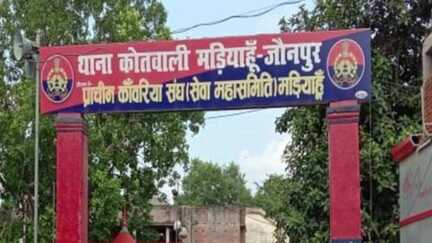 थाना कोतवाली मड़ियाहूँ-जौनपुर
प्राचीन काँवरिया संघ (सेवा महासमिति) मड़ियाहूँ